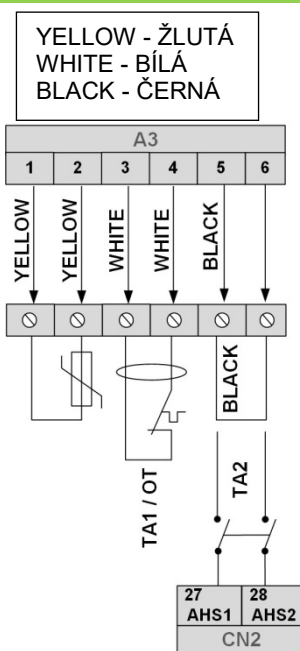 YELLOW - ŽLUTÁ
WHITE - BÍLÁ
BLACK - ČERNÁ
A3
1 2 3 4 5 6
YELLOW YELLOW WHITE WHITE BLACK
BLACK
TA1 / OT
TA2
27 28
AHS1 AHS2
CN2